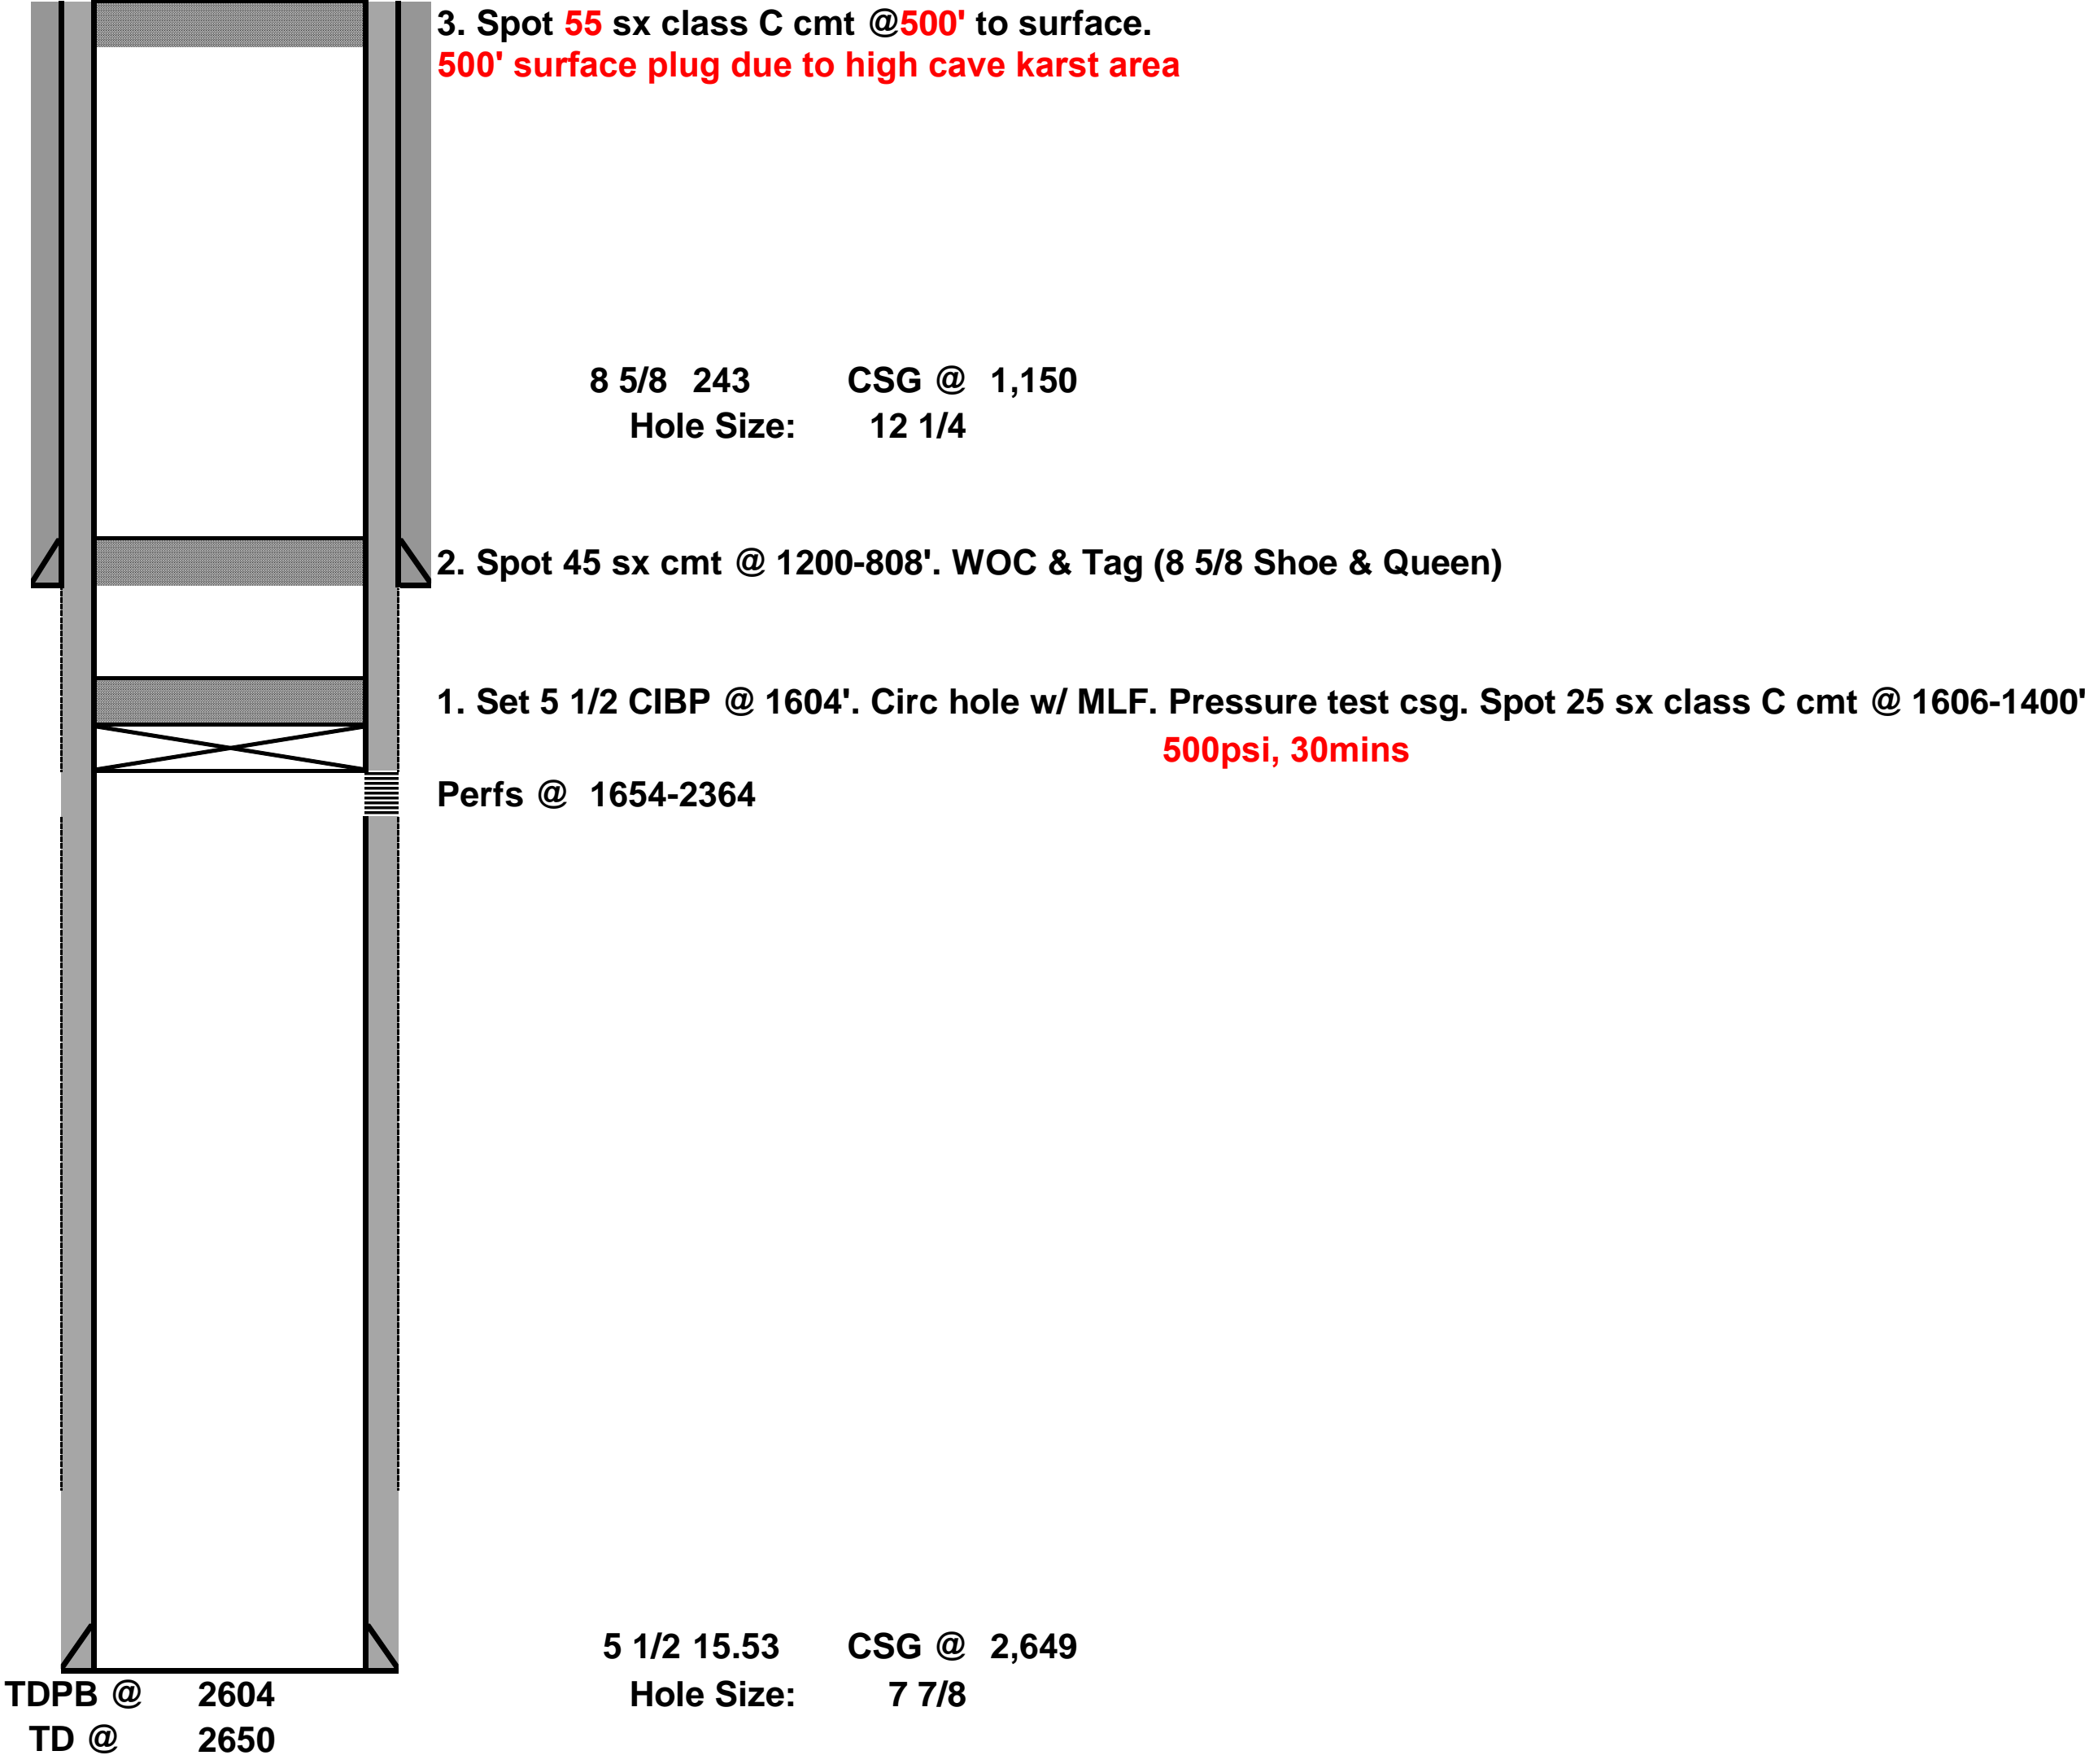 3. Spot 55 sx class C cmt @500' to surface.
500' surface plug due to high cave karst area
8 5/8 243 CSG @ 1,150
Hole Size: 12 1/4
2. Spot 45 sx cmt @ 1200-808'. WOC & Tag (8 5/8 Shoe & Queen)
1. Set 5 1/2 CIBP @ 1604'. Circ hole w/ MLF. Pressure test csg. Spot 25 sx class C cmt @ 1606-1400'
500psi, 30mins
Perfs @ 1654-2364
5 1/2 15.53 CSG @ 2,649
TDPB @ 2604 Hole Size: 7 7/8
TD @ 2650